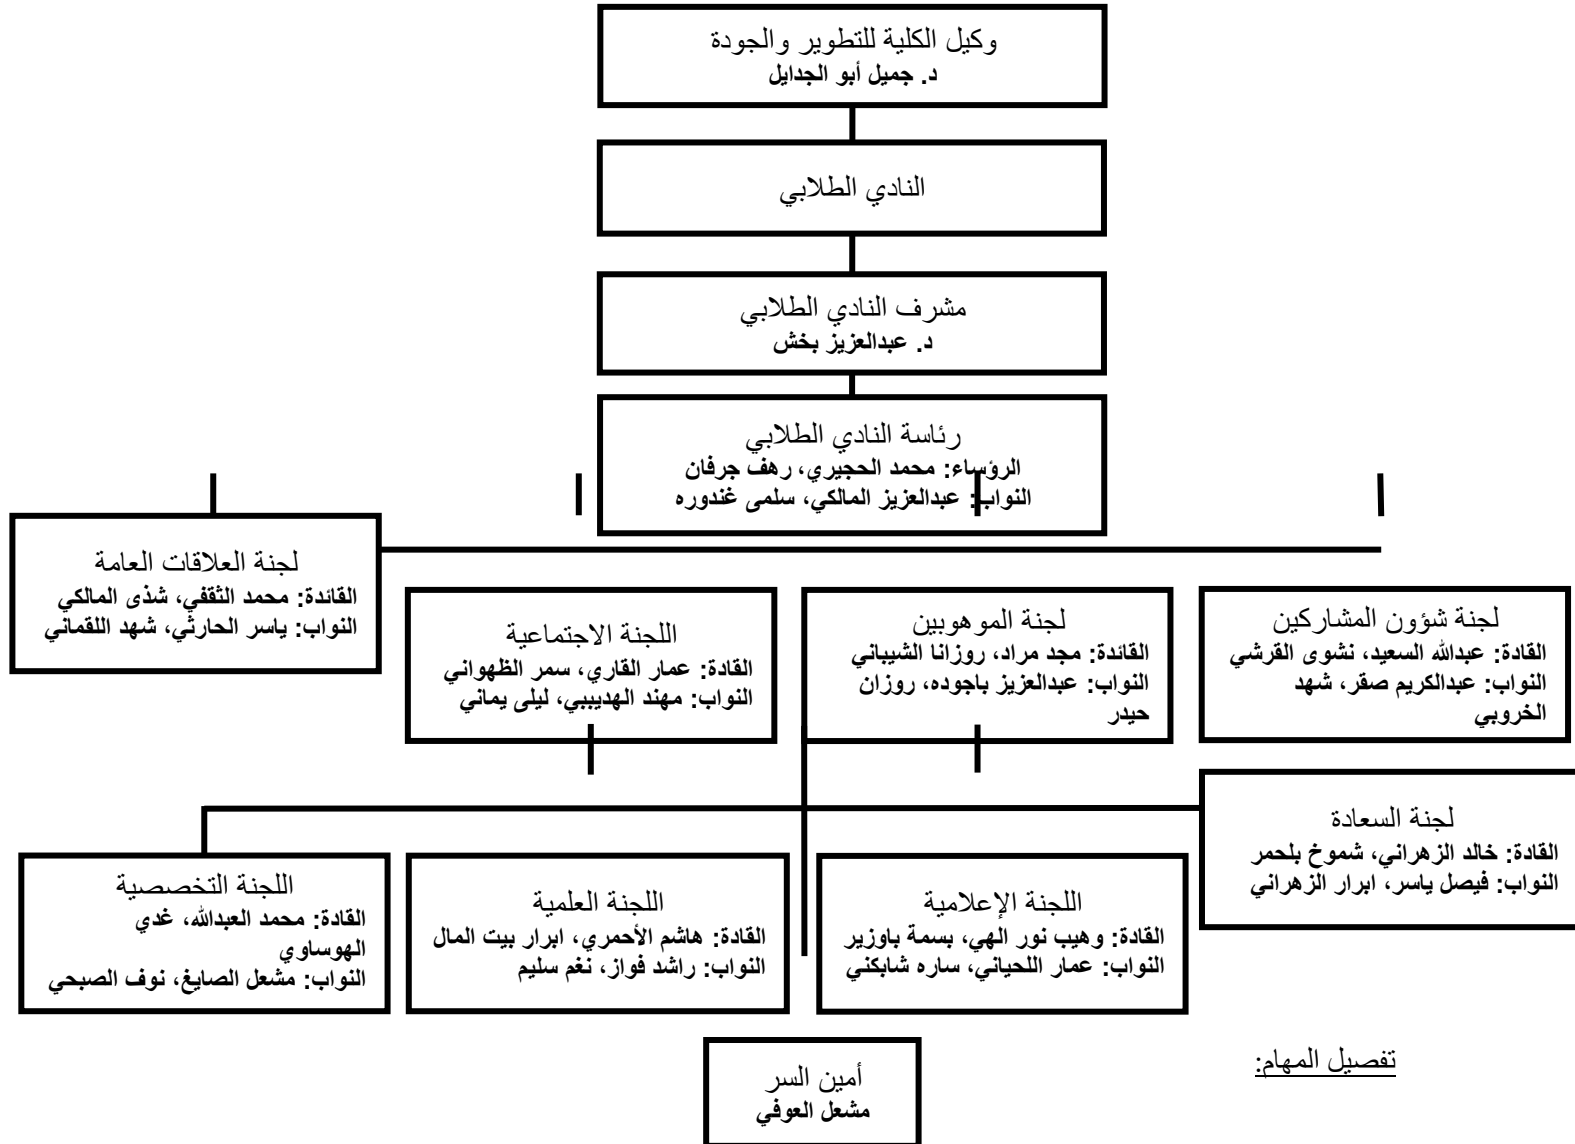 وكيل الكلية للتطوير والجودة
د. جميل أبو الجدايل
النادي الطلابي
مشرف النادي الطلابي
د. عبدالعزيز بخش
رئاسة النادي الطلابي
الرؤساء: محمد الحجيري، رهف جرفان
النواب: عبدالعزيز المالكي، سلمى غندوره
لجنة شؤون المشاركين
القادة: عبدالله السعيد، نشوى القرشي
النواب: عبدالكريم صقر، شهد
الخروبي
لجنة الموهوبين
القائدة: مجد مراد، روزانا الشيباني
النواب: عبدالعزيز باجوده، روزان
حيدر
اللجنة الاجتماعية
القادة: عمار القاري، سمر الظهواني
النواب: مهند الهديبي، ليلى يماني
لجنة العلاقات العامة
القائدة: محمد الثقفي، شذى المالكي
النواب: ياسر الحارثي، شهد اللقماني
لجنة السعادة
القادة: خالد الزهراني، شموخ بلحمر
النواب: فيصل ياسر، ابرار الزهراني
اللجنة الإعلامية
القادة: وهيب نور الهي، بسمة باوزير
النواب: عمار اللحياني، ساره شابكني
اللجنة العلمية
القادة: هاشم الأحمري، ابرار بيت المال
النواب: راشد فواز، نغم سليم
اللجنة التخصصية
القادة: محمد العبدالله، غدي
الهوساوي
النواب: مشعل الصايغ، نوف الصبحي
تفصيل المهام:
أمين السر
مشعل العوفي